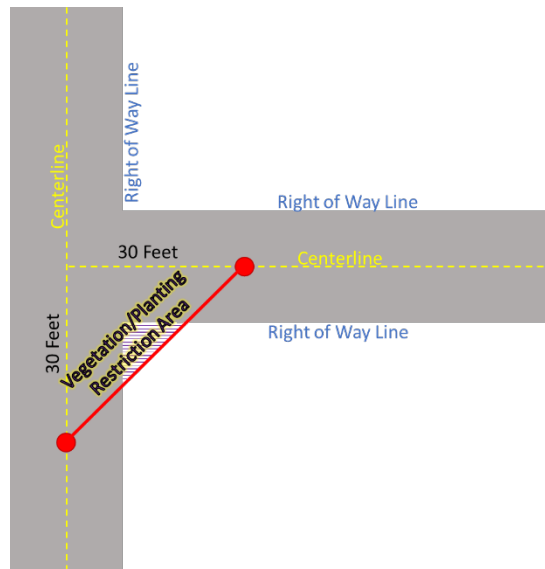 Right of Way Line
Centerline
Right of Way Line
30 Feet
Centerline
Vegetation/Planting
Restriction Area
Right of Way Line
30 Feet